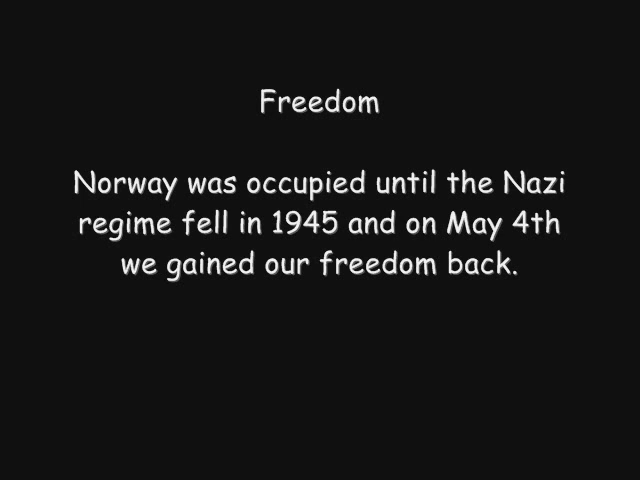 Freedom
Norway was occupied until the Nazi
regime fell in 1945 and on May 4th
we gained our freedom back.